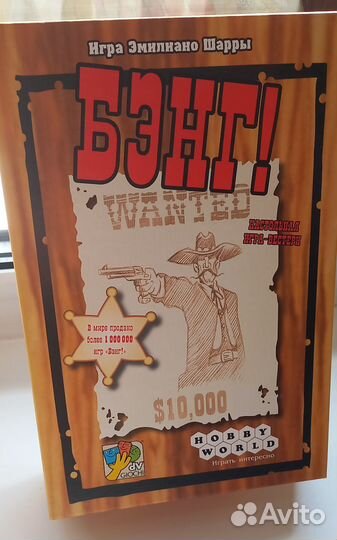 Игра Эмилиано Шарры
БЭНГ!
WANTED
НАСТОЛЬНАЯ
ИГРА-ВЕСТЕРН
В мире продано
более 1 000 000
игр «Бэнг!»
$10,000
dV
GIOCHI
HOBBY
WORLD
Играть интересно
Avito